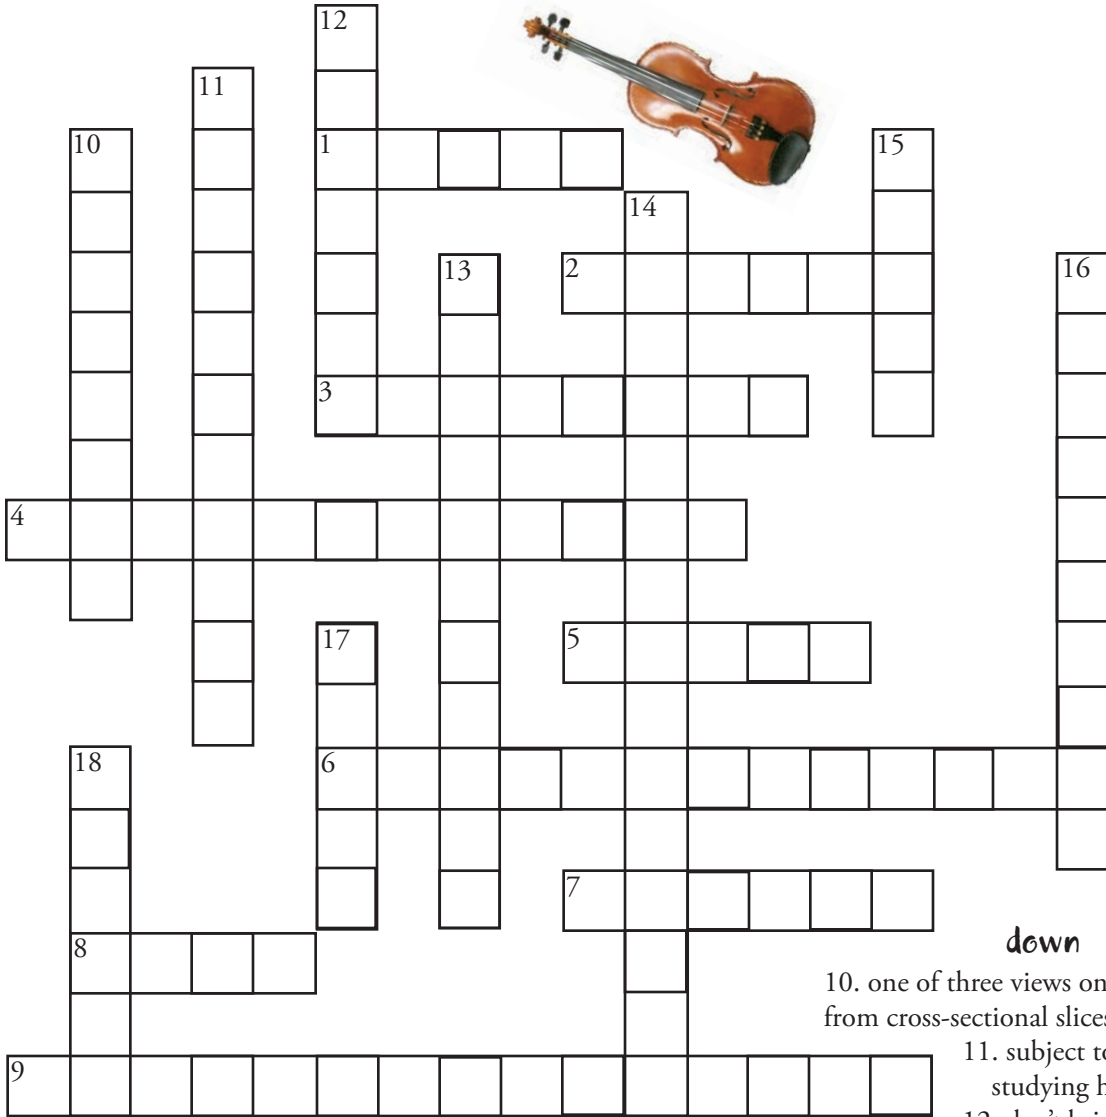 12
11
10 1 15
14
13 2 16
3
4
17 5
18 6
7
8
9
down
10. one of three views on
from cross-sectional slices
11. subject to
studying h